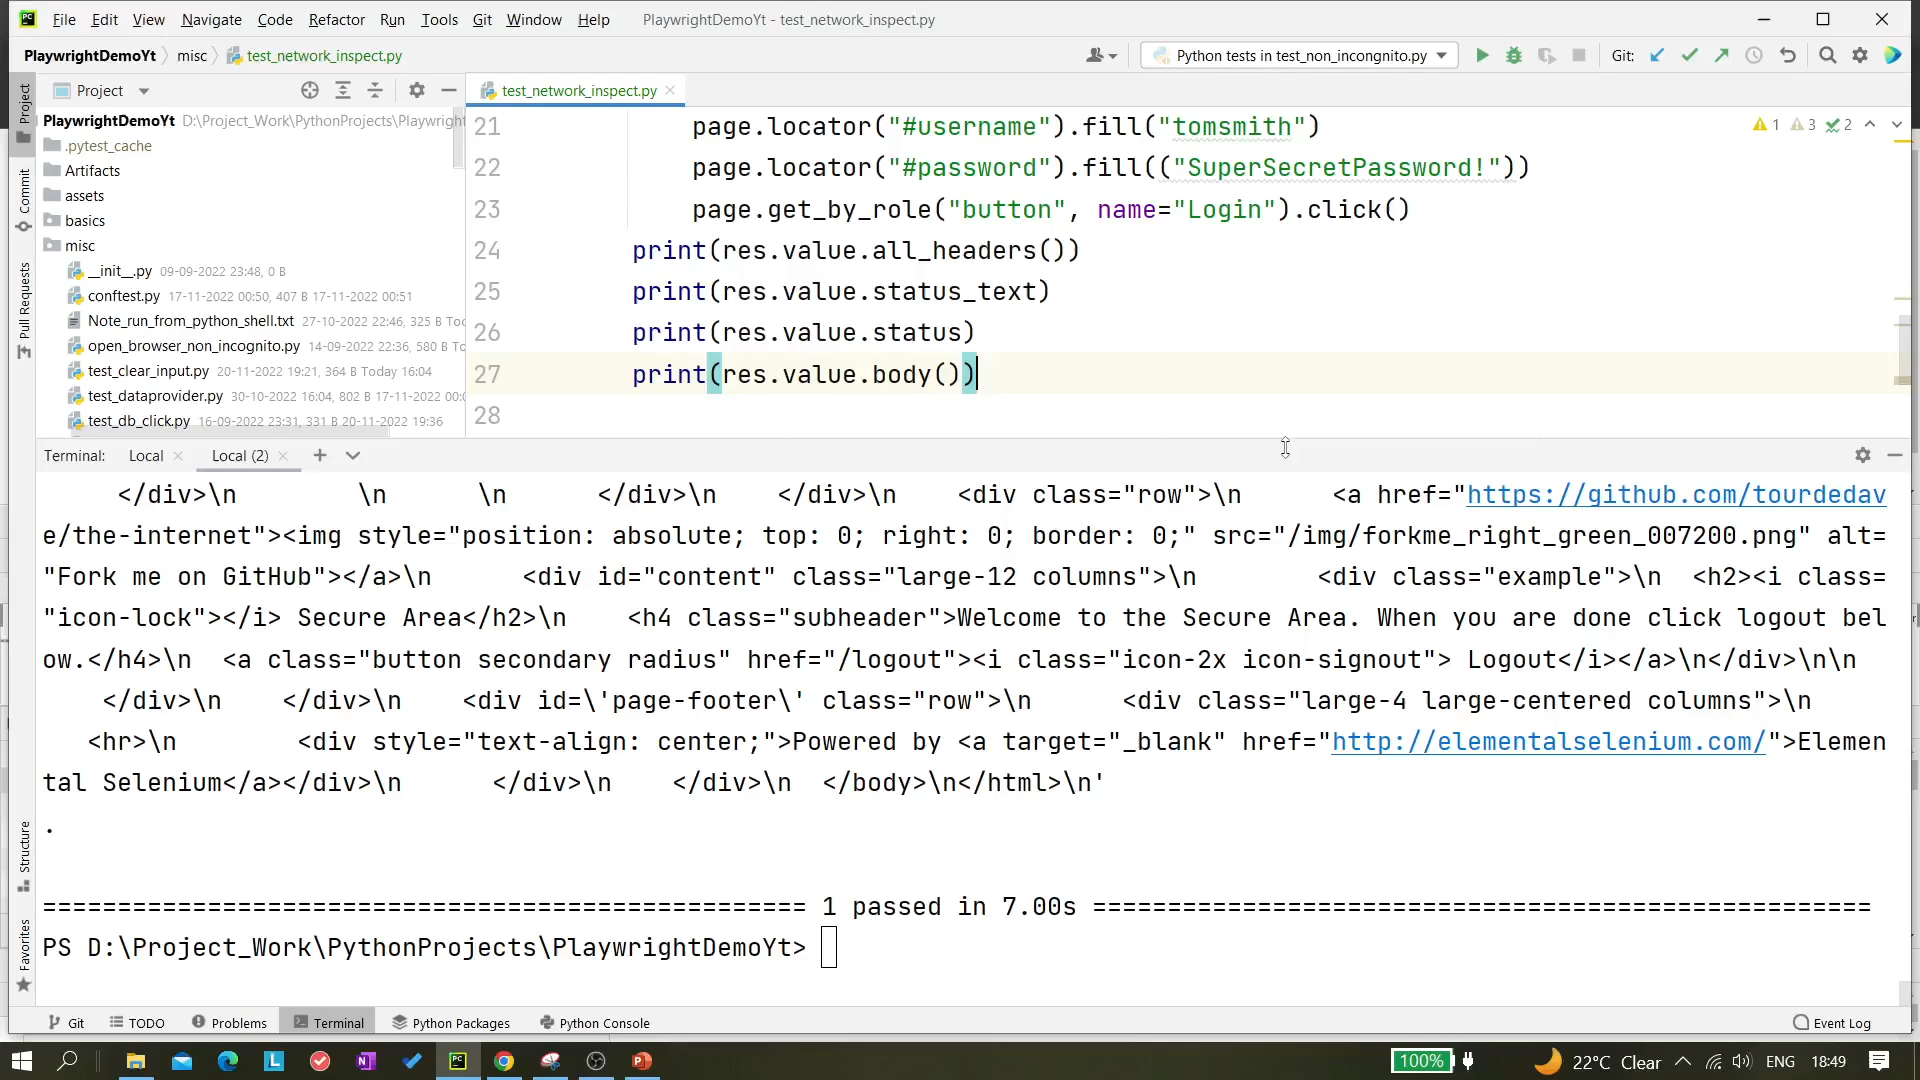 File Edit View Navigate Code Refactor Run Tools Git Window Help PlaywrightDemoYt - test_network_inspect.py
PlaywrightDemoYt misc test_network_inspect.py Python tests in test_non_incongnito.py Git:
Project
PlaywrightDemoYt D:\Project_Work\PythonProjects\Playwright
.pytest_cache
Artifacts
assets
basics
misc
__init__.py 09-09-2022 23:48, 0 B
conftest.py 17-11-2022 00:50, 407 B 17-11-2022 00:51
Note_run_from_python_shell.txt 27-10-2022 22:46, 325 B Too
open_browser_non_incognito.py 14-09-2022 22:36, 580 B To
test_clear_input.py 20-11-2022 19:21, 364 B Today 16:04
test_dataprovider.py 30-10-2022 16:04, 802 B 17-11-2022 00:
test_db_click.py 16-09-2022 23:31, 331 B 20-11-2022 19:36
Project
Commit
Pull Requests
Structure
Favorites
test_network_inspect.py
1 3 2
21 page.locator("#username").fill("tomsmith")
22 page.locator("#password").fill(("SuperSecretPassword!"))
23 page.get_by_role("button", name="Login").click()
24 print(res.value.all_headers())
25 print(res.value.status_text)
26 print(res.value.status)
27 print(res.value.body())
28
Terminal: Local Local (2)
</div>\n \n \n </div>\n </div>\n <div class="row">\n <a href="https://github.com/tourdedav
e/the-internet"><img style="position: absolute; top: 0; right: 0; border: 0;" src="/img/forkme_right_green_007200.png" alt=
"Fork me on GitHub"></a>\n <div id="content" class="large-12 columns">\n <div class="example">\n <h2><i class=
"icon-lock"></i> Secure Area</h2>\n <h4 class="subheader">Welcome to the Secure Area. When you are done click logout bel
ow.</h4>\n <a class="button secondary radius" href="/logout"><i class="icon-2x icon-signout"> Logout</i></a>\n</div>\n\n
</div>\n </div>\n <div id=\'page-footer\' class="row">\n <div class="large-4 large-centered columns">\n
<hr>\n <div style="text-align: center;">Powered by <a target="_blank" href="http://elementalselenium.com/">Elemen
tal Selenium</a></div>\n </div>\n </div>\n </body>\n</html>\n'
.
=================================================== 1 passed in 7.00s ====================================================
PS D:\Project_Work\PythonProjects\PlaywrightDemoYt>
Git TODO Problems Terminal Python Packages Python Console Event Log
100% 22°C Clear ENG 18:49